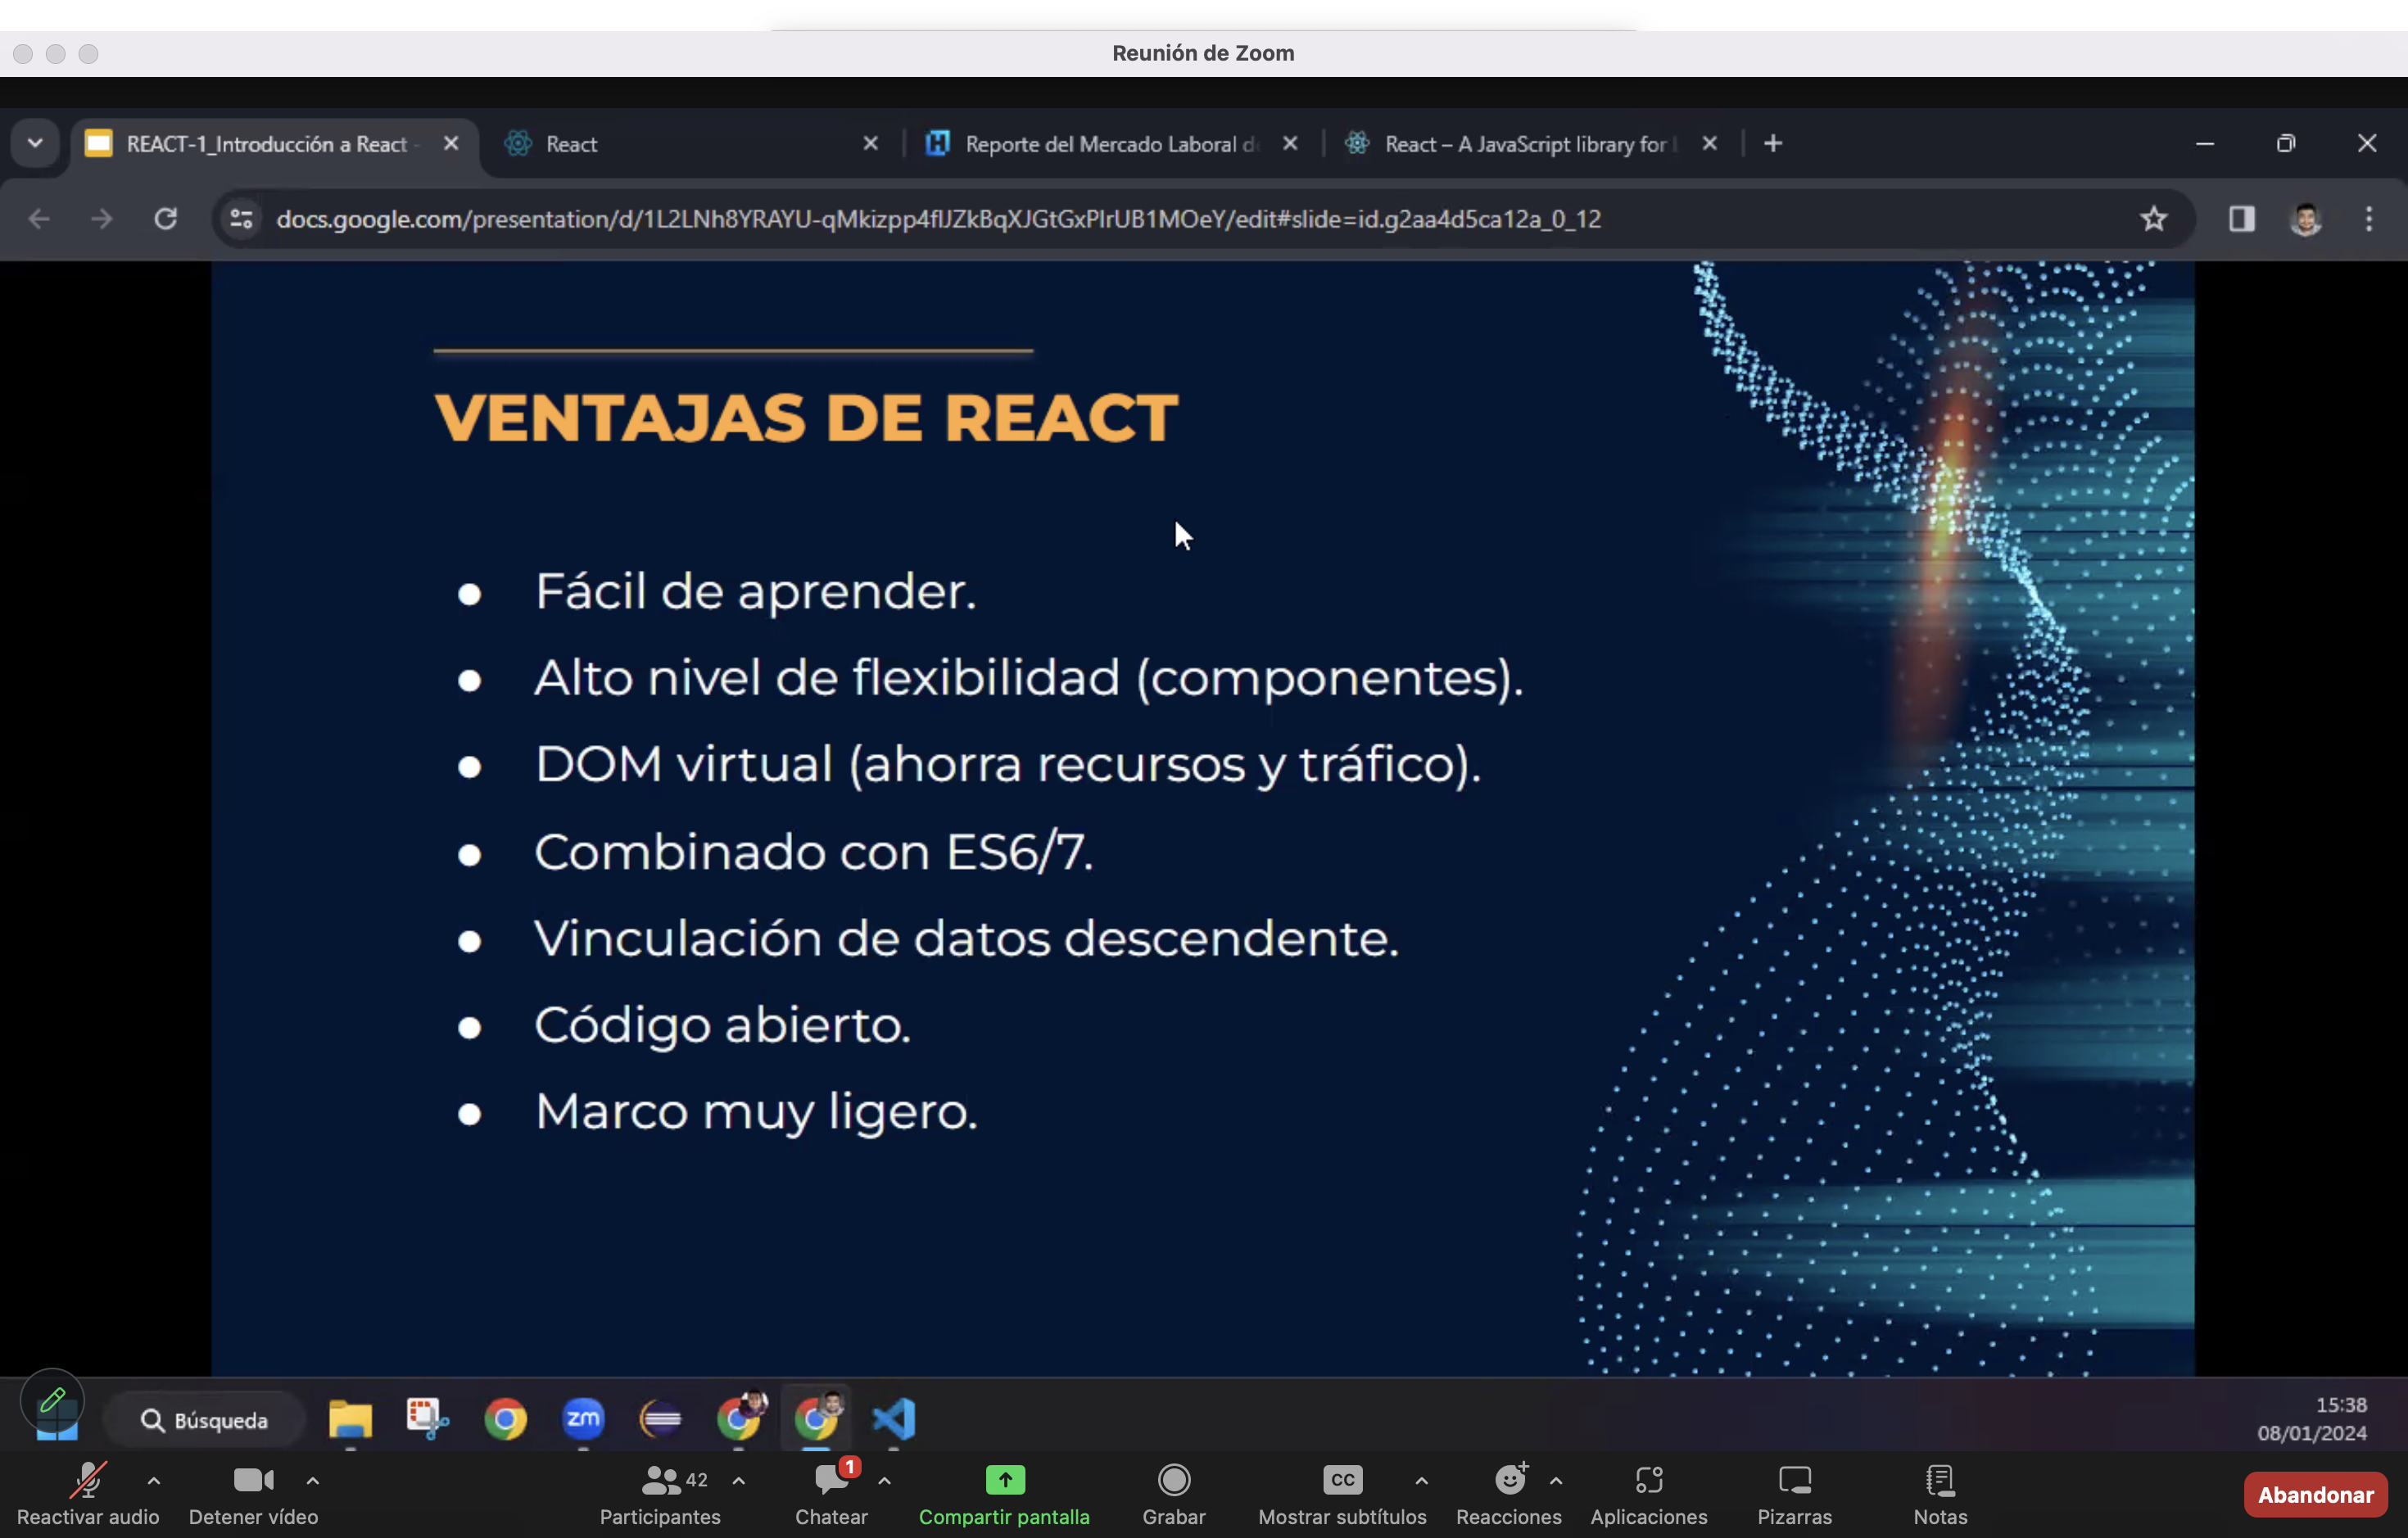 Reunión de Zoom
REACT-1_Introducción a React -
React
Reporte del Mercado Laboral d
React – A JavaScript library for
docs.google.com/presentation/d/1L2LNh8YRAYU-qMkizpp4flJZkBqXJGtGxPIrUB1MOeY/edit#slide=id.g2aa4d5ca12a_0_12
VENTAJAS DE REACT
● Fácil de aprender.
● Alto nivel de flexibilidad (componentes).
● DOM virtual (ahorra recursos y tráfico).
● Combinado con ES6/7.
● Vinculación de datos descendente.
● Código abierto.
● Marco muy ligero.
Búsqueda
zm
15:38
08/01/2024
Reactivar audio
Detener vídeo
42
Participantes
1
Chatear
Compartir pantalla
Grabar
CC
Mostrar subtítulos
Reacciones
Aplicaciones
Pizarras
Notas
Abandonar